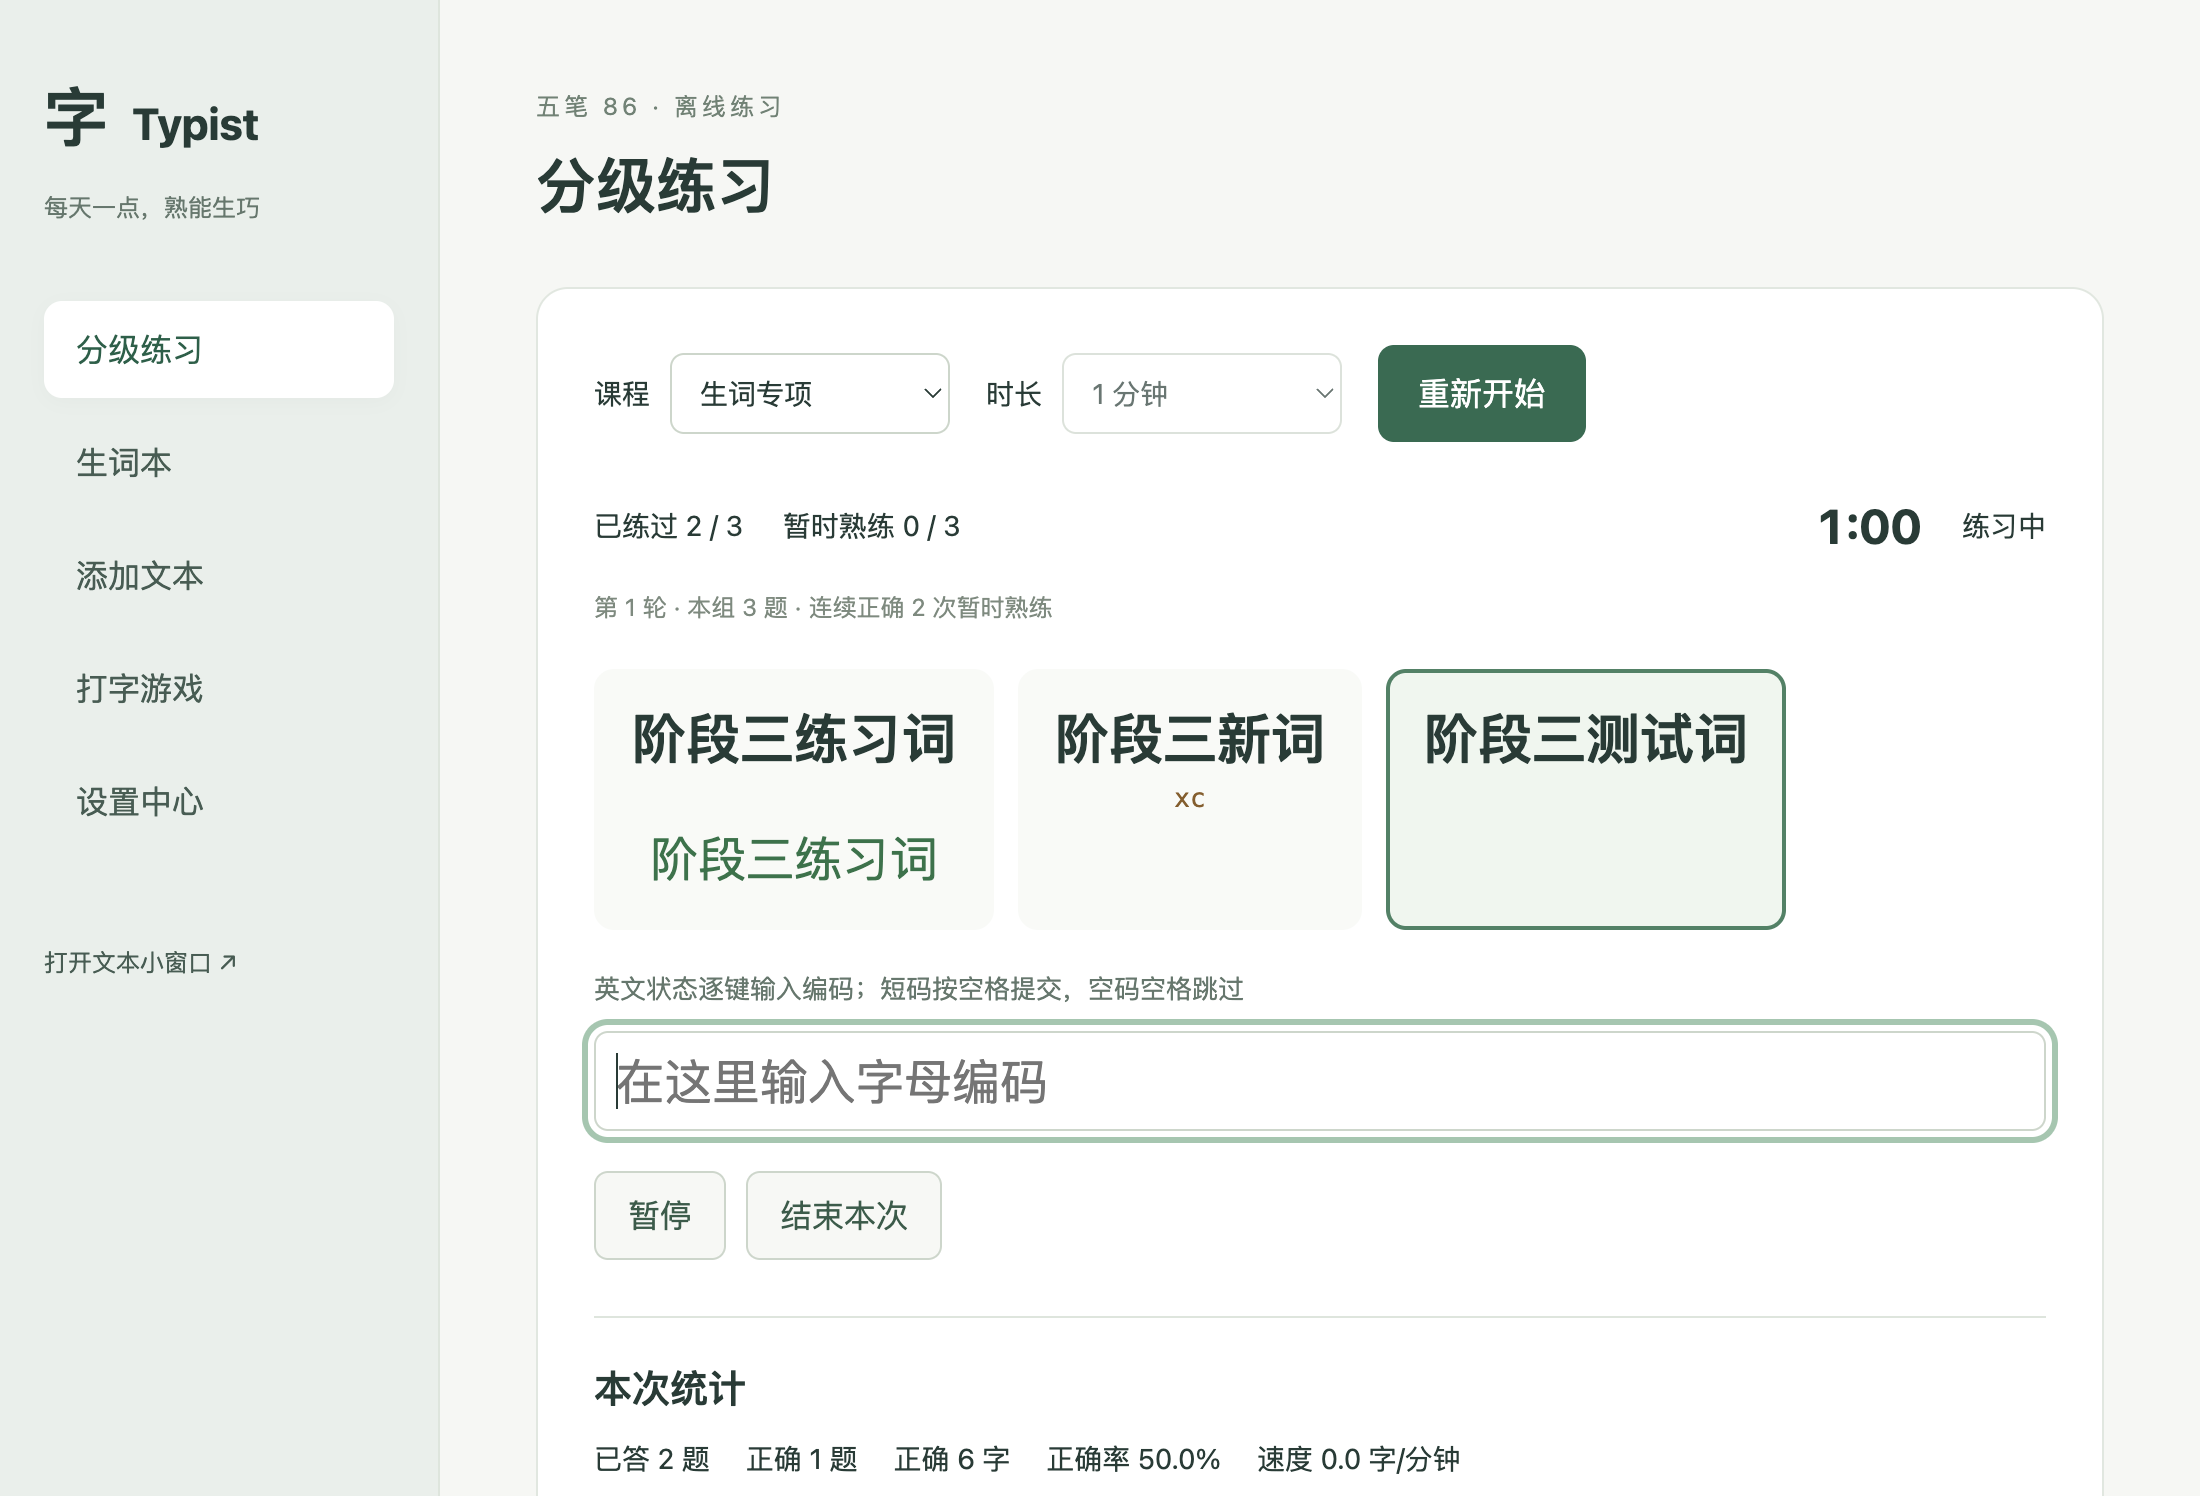 字 Typist
每天一点，熟能生巧
分级练习
生词本
添加文本
打字游戏
设置中心
打开文本小窗口 ↗
五笔 86 · 离线练习
分级练习
课程 生词专项 时长 1 分钟 重新开始
已练过 2 / 3 暂时熟练 0 / 3 1:00 练习中
第 1 轮 · 本组 3 题 · 连续正确 2 次暂时熟练
阶段三练习词 阶段三新词 阶段三测试词
xc
阶段三练习词
英文状态逐键输入编码；短码按空格提交，空码空格跳过
在这里输入字母编码
暂停 结束本次
本次统计
已答 2 题 正确 1 题 正确 6 字 正确率 50.0% 速度 0.0 字/分钟